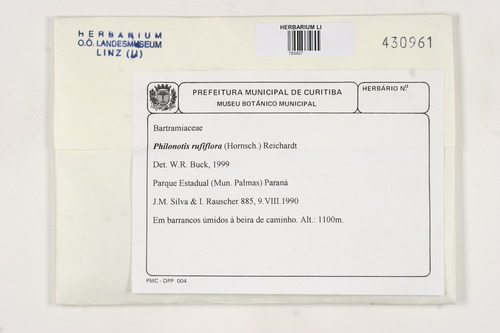 HERBARIUM
O.Ö. LANDESMUSEUM
LINZ (LI)
HERBARIUM LI
783927
430961
PREFEITURA MUNICIPAL DE CURITIBA
MUSEU BOTÂNICO MUNICIPAL
HERBÁRIO Nº
Bartramiaceae
Philonotis rufiflora (Hornsch.) Reichardt
Det. W.R. Buck, 1999
Parque Estadual (Mun. Palmas) Paraná
J.M. Silva & I. Rauscher 885, 9.VIII.1990
Em barrancos úmidos à beira de caminho. Alt.: 1100m.
PMC - DPP 004